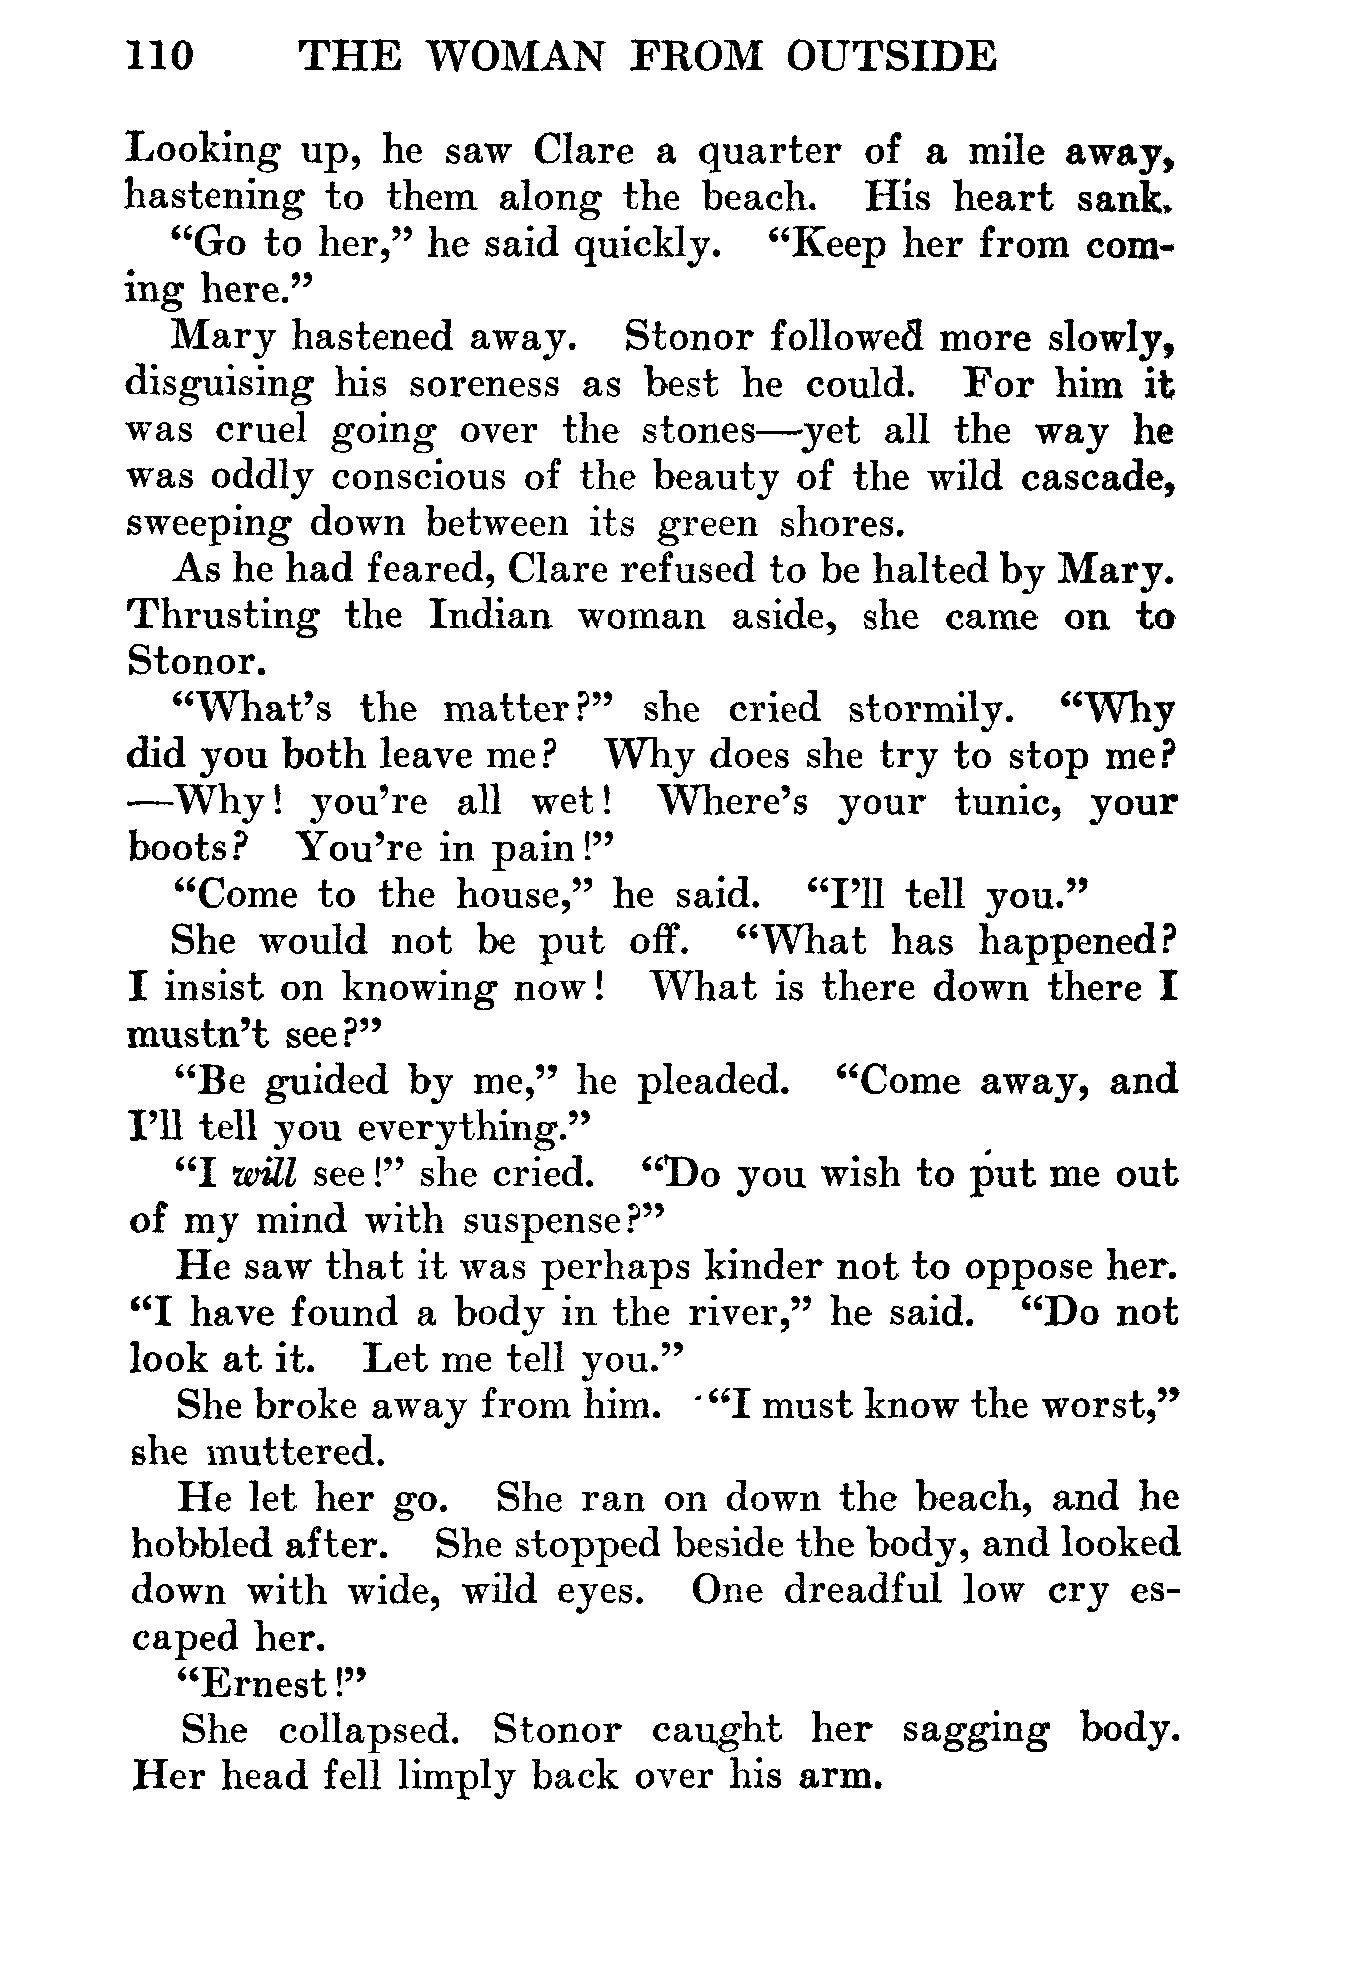 110 THE WOMAN FROM OUTSIDE
Looking up, he saw Clare a quarter of a mile away,
hastening to them along the beach. His heart sank.
“Go to her,” he said quickly. “Keep her from com-
ing here.”
Mary hastened away. Stonor followed more slowly,
disguising his soreness as best he could. For him it
was cruel going over the stones—yet all the way he
was oddly conscious of the beauty of the wild cascade,
sweeping down between its green shores.
As he had feared, Clare refused to be halted by Mary.
Thrusting the Indian woman aside, she came on to
Stonor.
“What’s the matter?” she cried stormily. “Why
did you both leave me? Why does she try to stop me?
—Why! you’re all wet! Where’s your tunic, your
boots? You’re in pain!”
“Come to the house,” he said. “I’ll tell you.”
She would not be put off. “What has happened?
I insist on knowing now! What is there down there I
mustn’t see?”
“Be guided by me,” he pleaded. “Come away, and
I’ll tell you everything.”
“I will see!” she cried. “Do you wish to put me out
of my mind with suspense?”
He saw that it was perhaps kinder not to oppose her.
“I have found a body in the river,” he said. “Do not
look at it. Let me tell you.”
She broke away from him. “I must know the worst,”
she muttered.
He let her go. She ran on down the beach, and he
hobbled after. She stopped beside the body, and looked
down with wide, wild eyes. One dreadful low cry es-
caped her.
“Ernest!”
She collapsed. Stonor caught her sagging body.
Her head fell limply back over his arm.